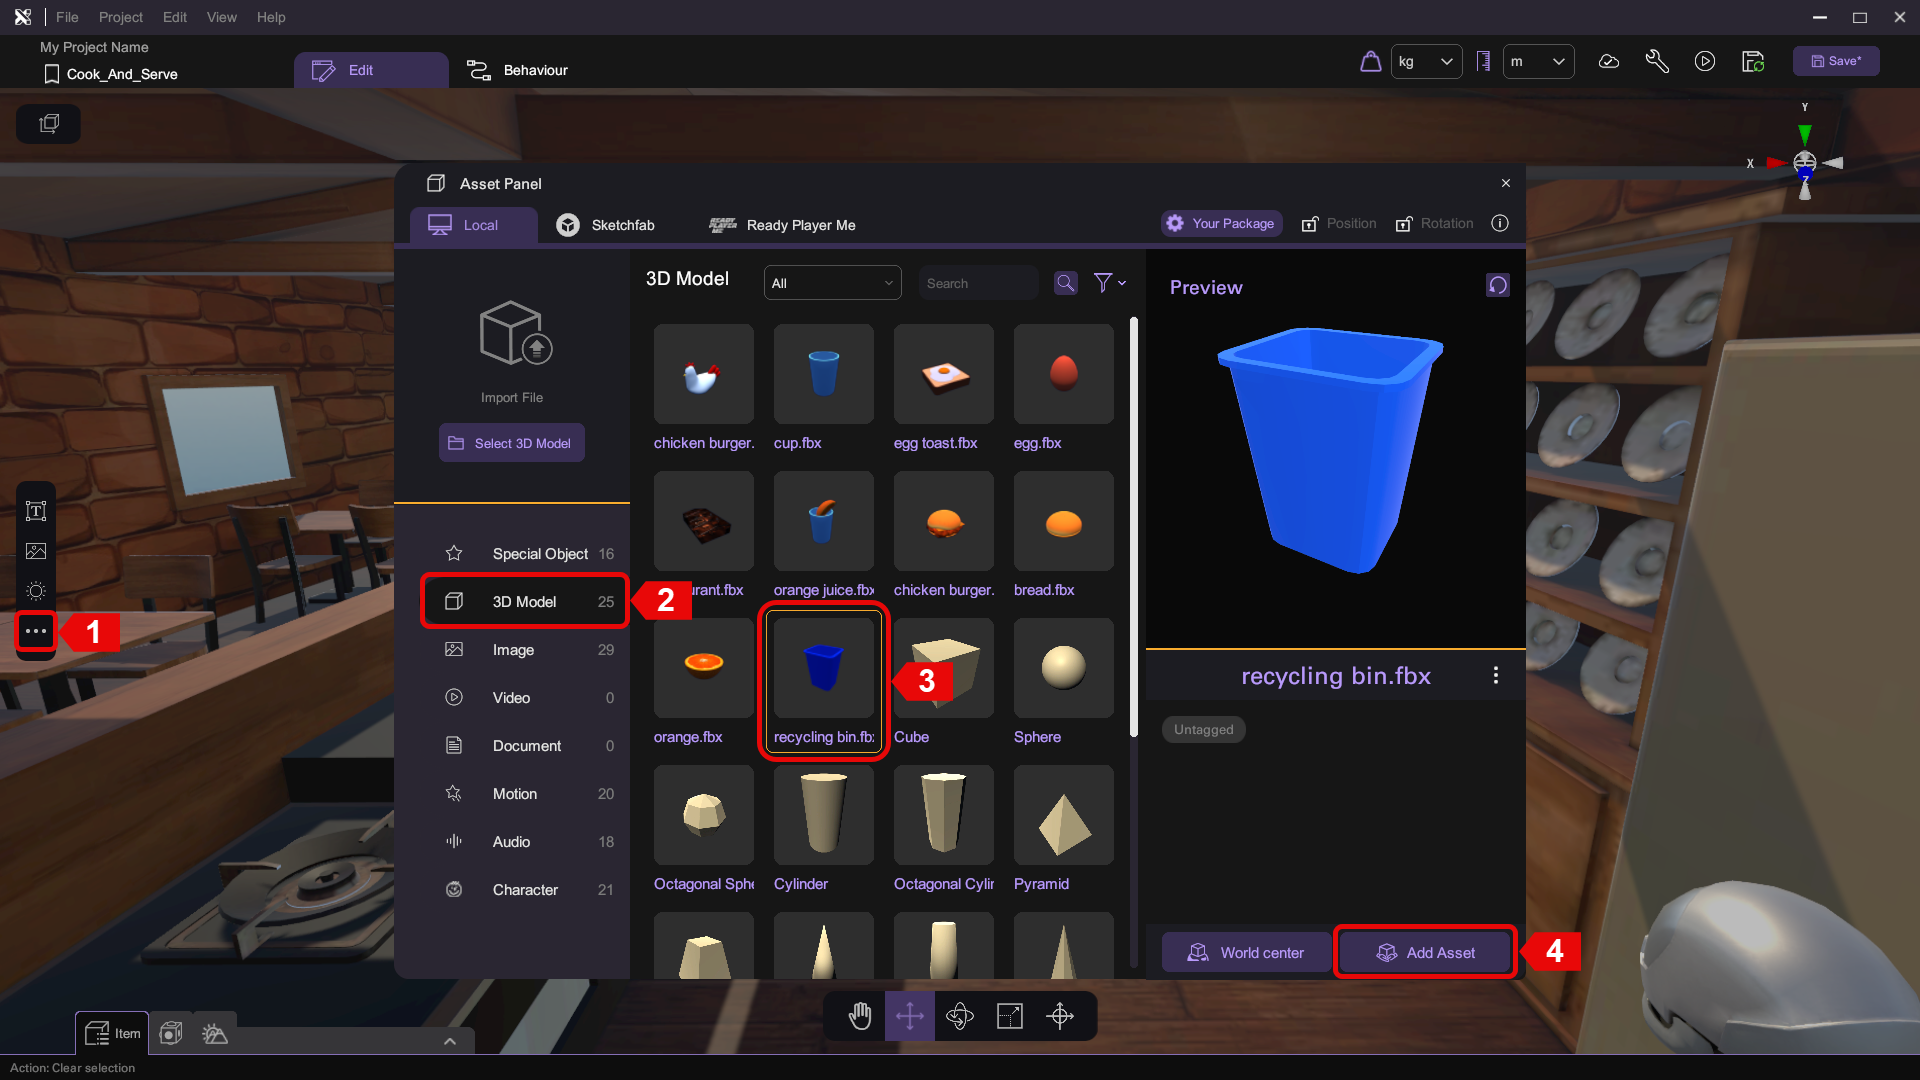 File Project Edit View Help
My Project Name
Cook_And_Serve
Edit
Behaviour
kg
m
Save*
Y
X
Z
Asset Panel
Local
Sketchfab
READY PLAYER ME
Ready Player Me
Your Package
Position
Rotation
Import File
Select 3D Model
Special Object 16
3D Model 25
Image 29
Video 0
Document 0
Motion 20
Audio 18
Character 21
1
2
3D Model
All
Search
chicken burger.
cup.fbx
egg toast.fbx
egg.fbx
urant.fbx
orange juice.fbx
chicken burger.
bread.fbx
orange.fbx
recycling bin.fb
Cube
Sphere
3
Octagonal Sphe
Cylinder
Octagonal Cylin
Pyramid
Preview
recycling bin.fbx
Untagged
World center
Add Asset
4
Item
Action: Clear selection